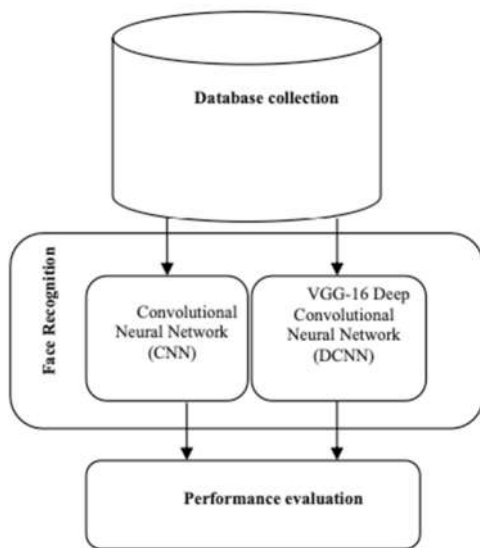 Database collection
Face Recognition
Convolutional
Neural Network
(CNN)
VGG-16 Deep
Convolutional
Neural Network
(DCNN)
Performance evaluation